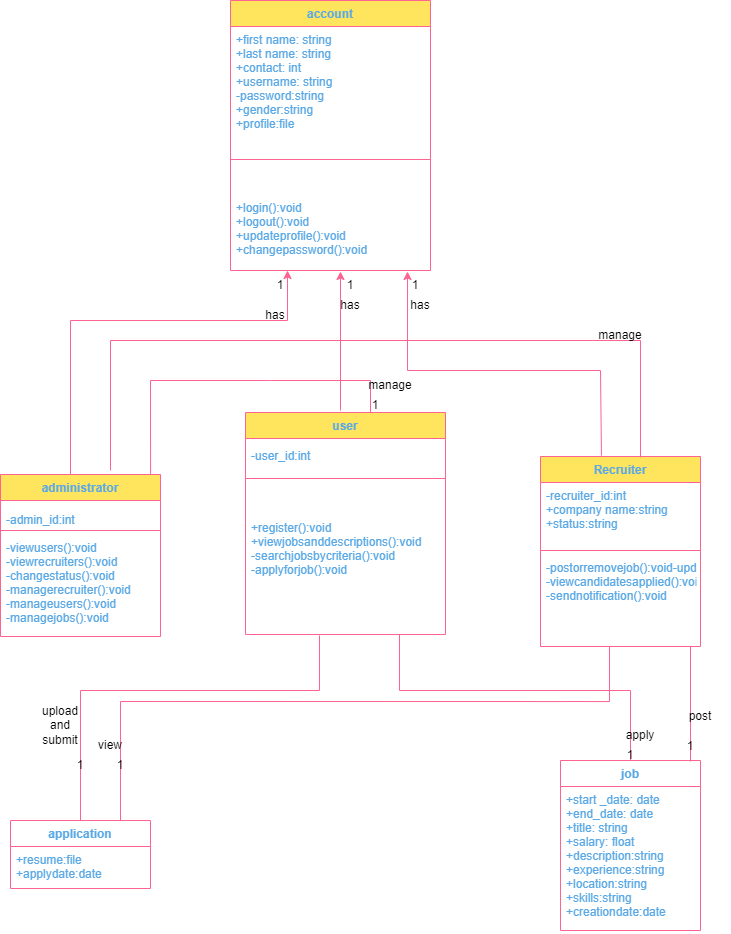 account
+first name: string
+last name: string
+contact: int
+username: string
-password:string
+gender:string
+profile:file
+login():void
+logout():void
+updateprofile():void
+changepassword():void
1
1
1
has
has
has
manage
manage
1
user
-user_id:int
+register():void
+viewjobsanddescriptions():void
-searchjobsbycriteria():void
-applyforjob():void
Recruiter
-recruiter_id:int
+company name:string
+status:string
-postorremovejob():void-upd
-viewcandidatesapplied():voi
-sendnotification():void
administrator
-admin_id:int
-viewusers():void
-viewrecruiters():void
-changestatus():void
-managerecruiter():void
-manageusers():void
-managejobs():void
upload
and
submit
view
1
1
apply
post
1
1
application
+resume:file
+applydate:date
job
+start _date: date
+end_date: date
+title: string
+salary: float
+description:string
+experience:string
+location:string
+skills:string
+creationdate:date